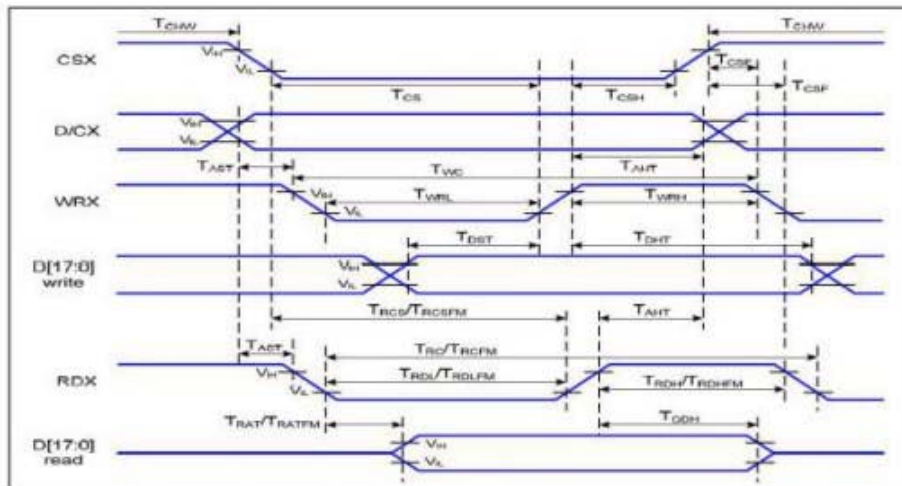 TCHW TCHW
CSX VIH
VIL TCSF
TCS TCSH TCSF
D/CX VIH
VIL
TAST TWC TAHT
WRX VIH TWRL TWRH
VIL
TDST TDHT
D[17:0] VIH
write VIL
TRCS/TRCSFM TAHT
TAST TRC/TRCFM
RDX VIH TRDL/TRDLFM
VIL TRDH/TRDHFM
TRAT/TRATFM TODH
D[17:0] VIH
read VIL